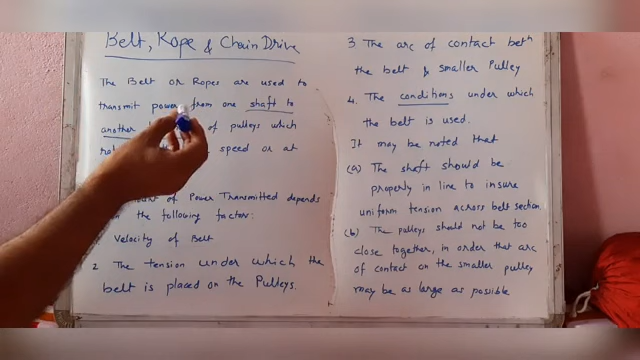 Belt, Rope & Chain Drive
The Belt or Ropes are used to
transmit power from one shaft to
another of pulleys which
speed or at
of Power Transmitted depends
the following factors:
Velocity of Belt
2 The tension under which the
belt is placed on the Pulleys.
3 The arc of contact beth
the belt & smaller Pulley
4. The conditions under which
the belt is used.
It may be noted that
(a) The shaft should be
properly in line to insure
uniform tension across belt section.
(b) The pulleys should not be too
close together, in order that arc
of contact on the smaller pulley
may be as large as possible